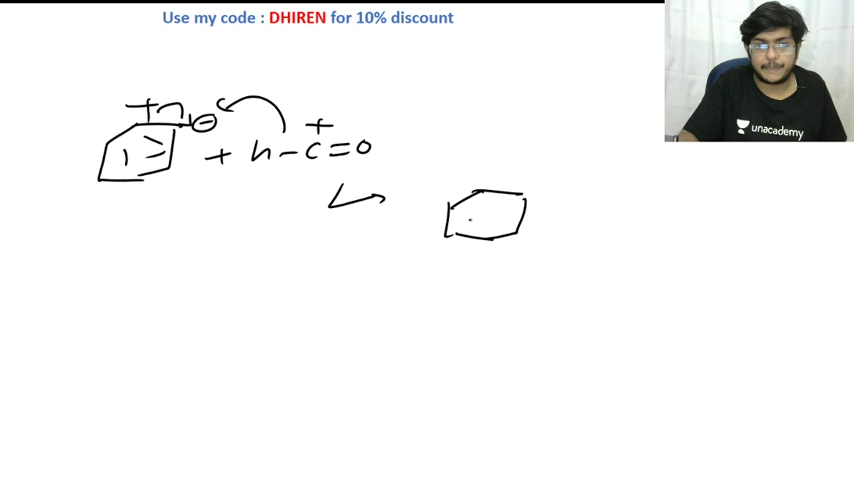 Use my code : DHIREN for 10% discount
unacademy
+ ⊖
+
+ h - c = o